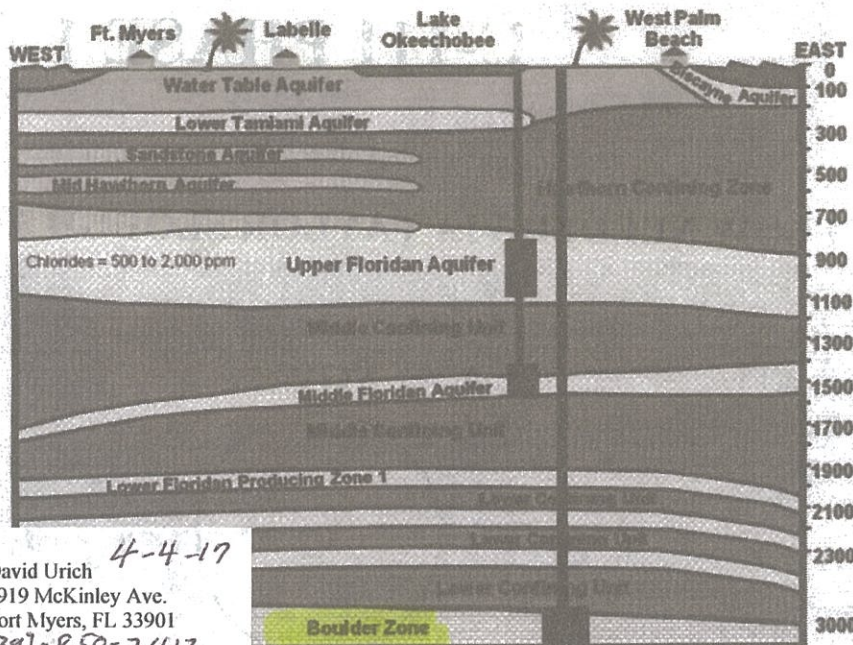 WEST
Ft. Myers
Labelle
Lake
Okeechobee
West Palm
Beach
EAST
0
100
300
500
700
900
1100
1300
1500
1700
1900
2100
2300
3000
Water Table Aquifer
Biscayne Aquifer
Lower Tamiami Aquifer
Sandstone Aquifer
Mid Hawthorn Aquifer
Hawthorn Confining Zone
Chlorides = 500 to 2,000 ppm
Upper Floridan Aquifer
Middle Confining Unit
Middle Floridan Aquifer
Middle Confining Unit
Lower Floridan Producing Zone 1
Lower Confining Unit
Lower Confining Unit
Lower Confining Unit
Boulder Zone
4-4-17
David Urich
919 McKinley Ave.
Fort Myers, FL 33901